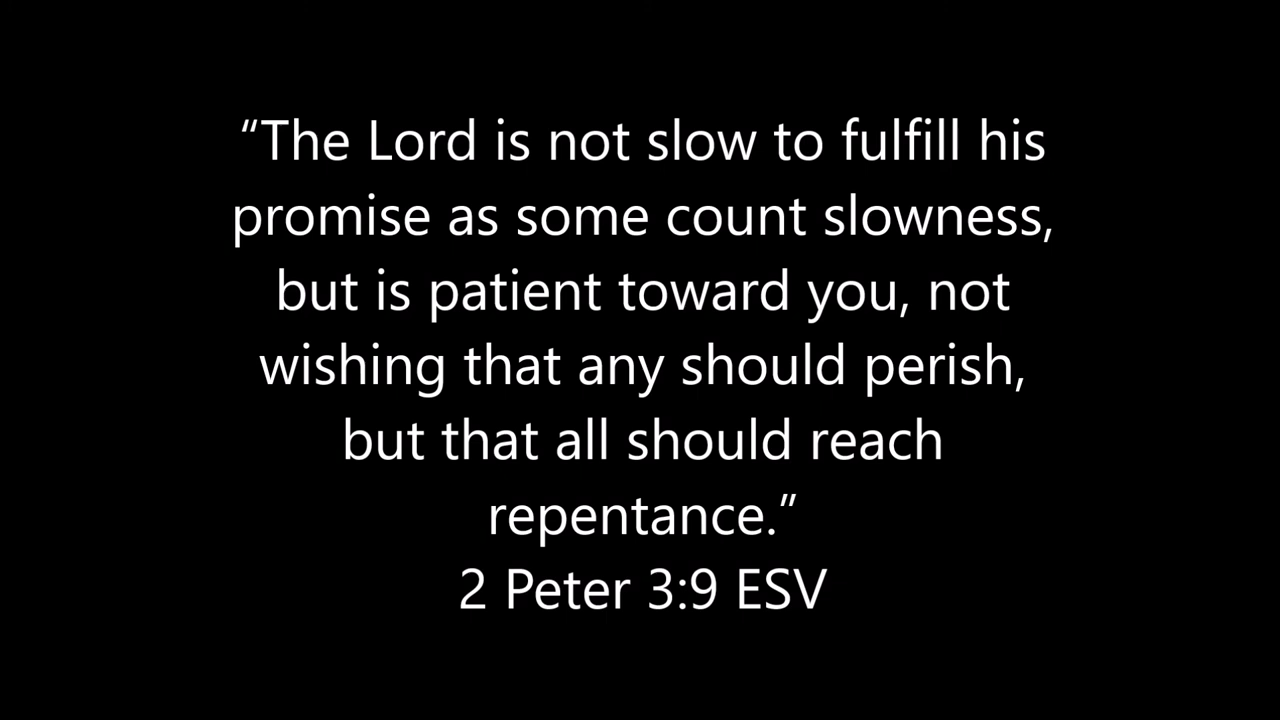 “The Lord is not slow to fulfill his
promise as some count slowness,
but is patient toward you, not
wishing that any should perish,
but that all should reach
repentance.”
2 Peter 3:9 ESV